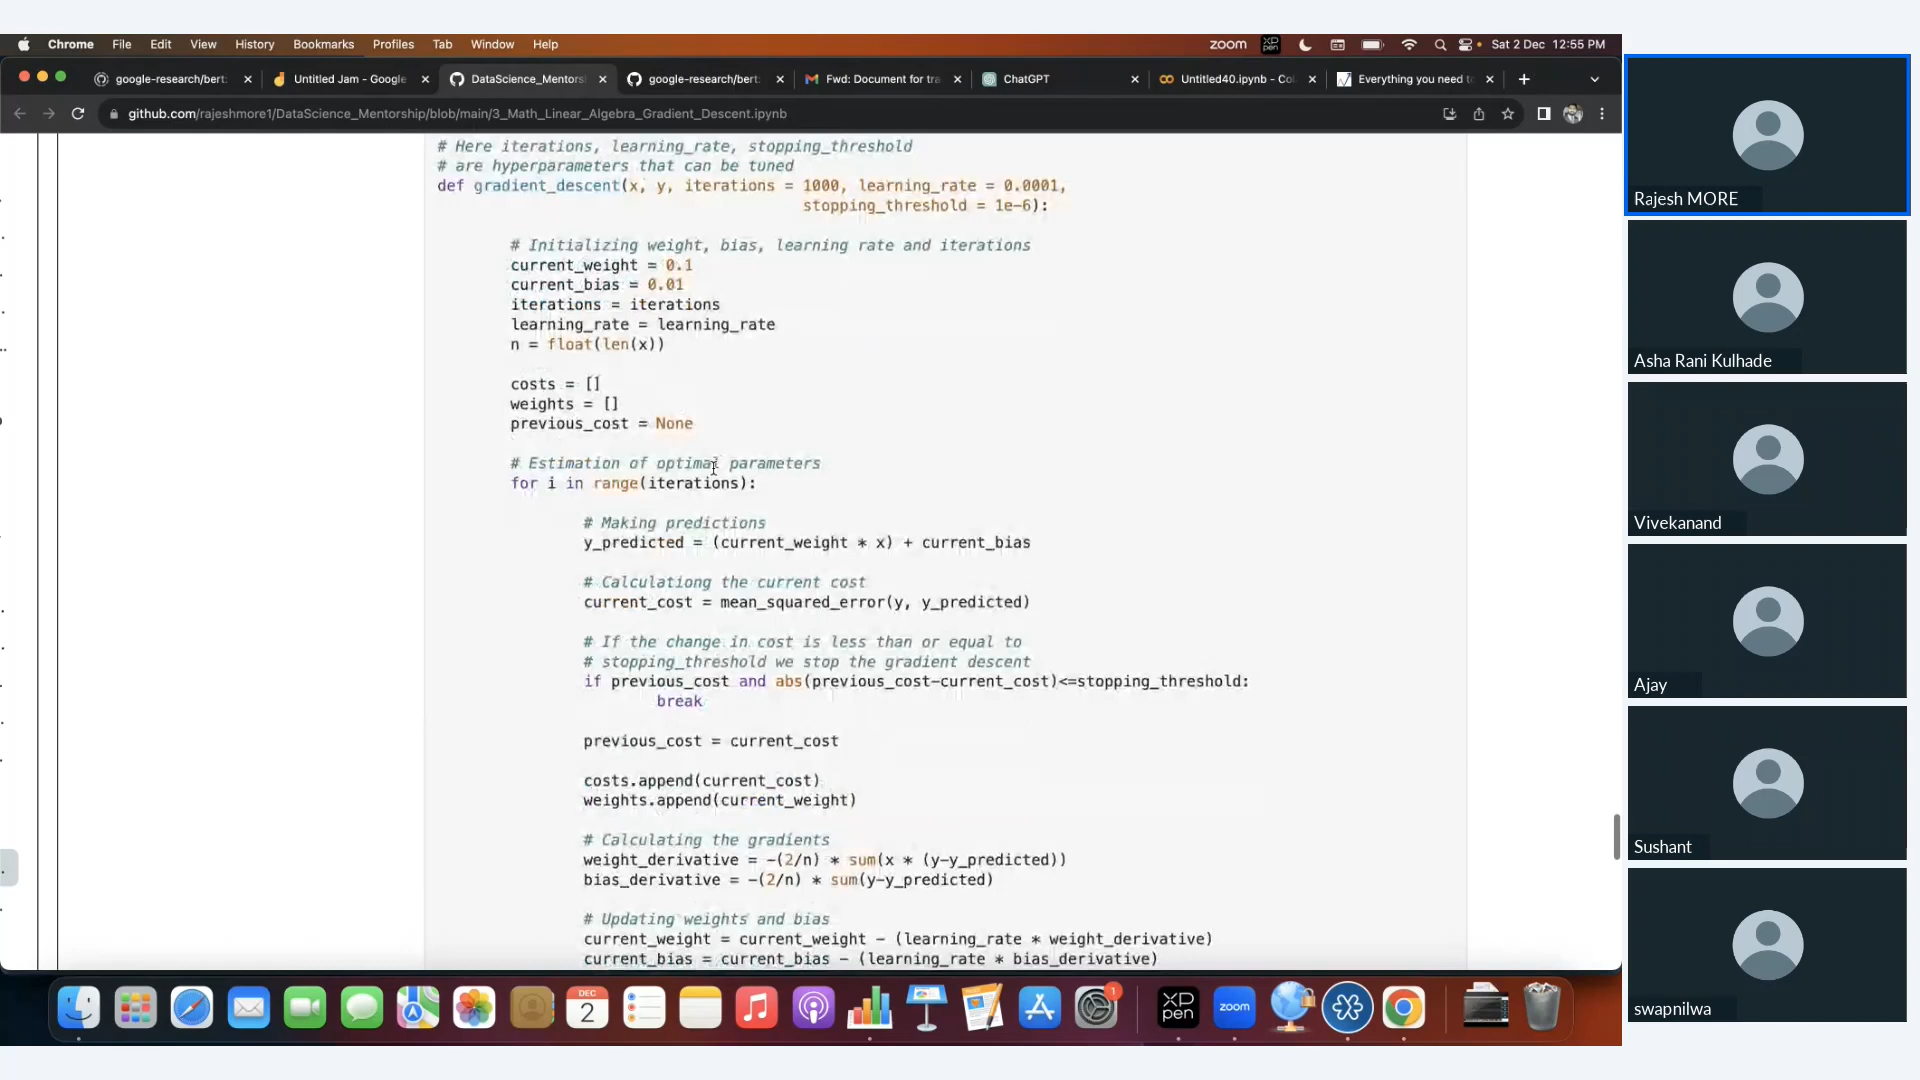 Chrome File Edit View History Bookmarks Profiles Tab Window Help
zoom XP pen Sat 2 Dec 12:55 PM
google-research/bert: Untitled Jam - Google DataScience_Mentors google-research/bert: Fwd: Document for tra ChatGPT Untitled40.ipynb - Co Everything you need to
github.com/rajeshmore1/DataScience_Mentorship/blob/main/3_Math_Linear_Algebra_Gradient_Descent.ipynb
# Here iterations, learning_rate, stopping_threshold
# are hyperparameters that can be tuned
def gradient_descent(x, y, iterations = 1000, learning_rate = 0.0001,
stopping_threshold = 1e-6):
# Initializing weight, bias, learning rate and iterations
current_weight = 0.1
current_bias = 0.01
iterations = iterations
learning_rate = learning_rate
n = float(len(x))
costs = []
weights = []
previous_cost = None
# Estimation of optimal parameters
for i in range(iterations):
# Making predictions
y_predicted = (current_weight * x) + current_bias
# Calculationg the current cost
current_cost = mean_squared_error(y, y_predicted)
# If the change in cost is less than or equal to
# stopping_threshold we stop the gradient descent
if previous_cost and abs(previous_cost-current_cost)<=stopping_threshold:
break
previous_cost = current_cost
costs.append(current_cost)
weights.append(current_weight)
# Calculating the gradients
weight_derivative = -(2/n) * sum(x * (y-y_predicted))
bias_derivative = -(2/n) * sum(y-y_predicted)
# Updating weights and bias
current_weight = current_weight - (learning_rate * weight_derivative)
current_bias = current_bias - (learning_rate * bias_derivative)
Rajesh MORE
Asha Rani Kulhade
Vivekanand
Ajay
Sushant
swapnilwa
DEC
2
1
XP
pen
zoom